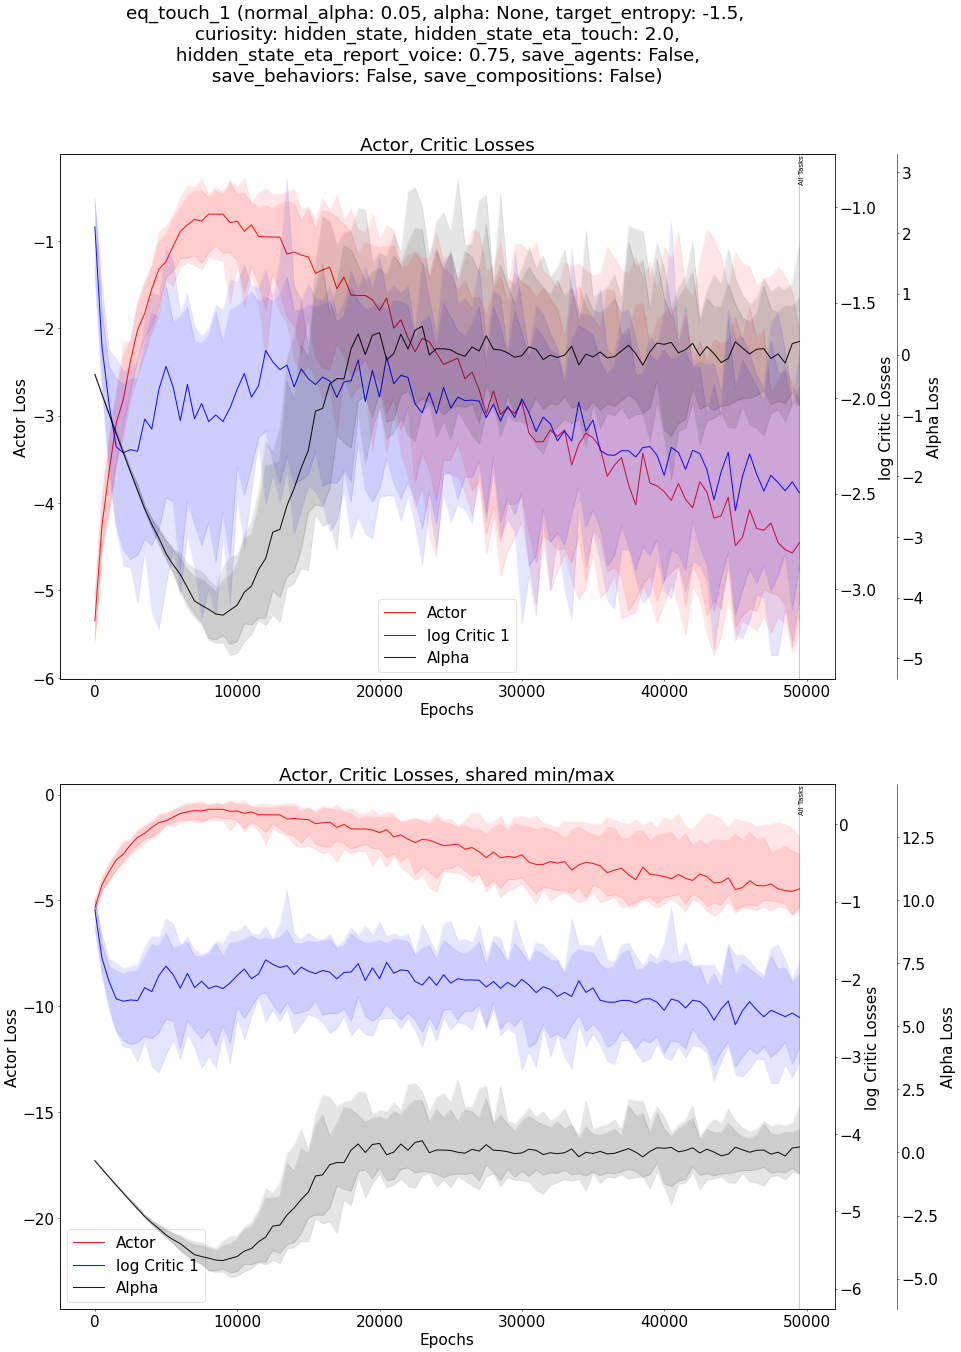 eq_touch_1 (normal_alpha: 0.05, alpha: None, target_entropy: -1.5,
curiosity: hidden_state, hidden_state_eta_touch: 2.0,
hidden_state_eta_report_voice: 0.75, save_agents: False,
save_behaviors: False, save_compositions: False)
Actor, Critic Losses
All Tasks
−1
−2
−3
−4
−5
−6
Actor Loss
−1.0
−1.5
−2.0
−2.5
−3.0
log Critic Losses
3
2
1
0
−1
−2
−3
−4
−5
Alpha Loss
Actor
log Critic 1
Alpha
0 10000 20000 30000 40000 50000
Epochs
Actor, Critic Losses, shared min/max
All Tasks
0
−5
−10
−15
−20
Actor Loss
0
−1
−2
−3
−4
−5
−6
log Critic Losses
12.5
10.0
7.5
5.0
2.5
0.0
−2.5
−5.0
Alpha Loss
Actor
log Critic 1
Alpha
0 10000 20000 30000 40000 50000
Epochs